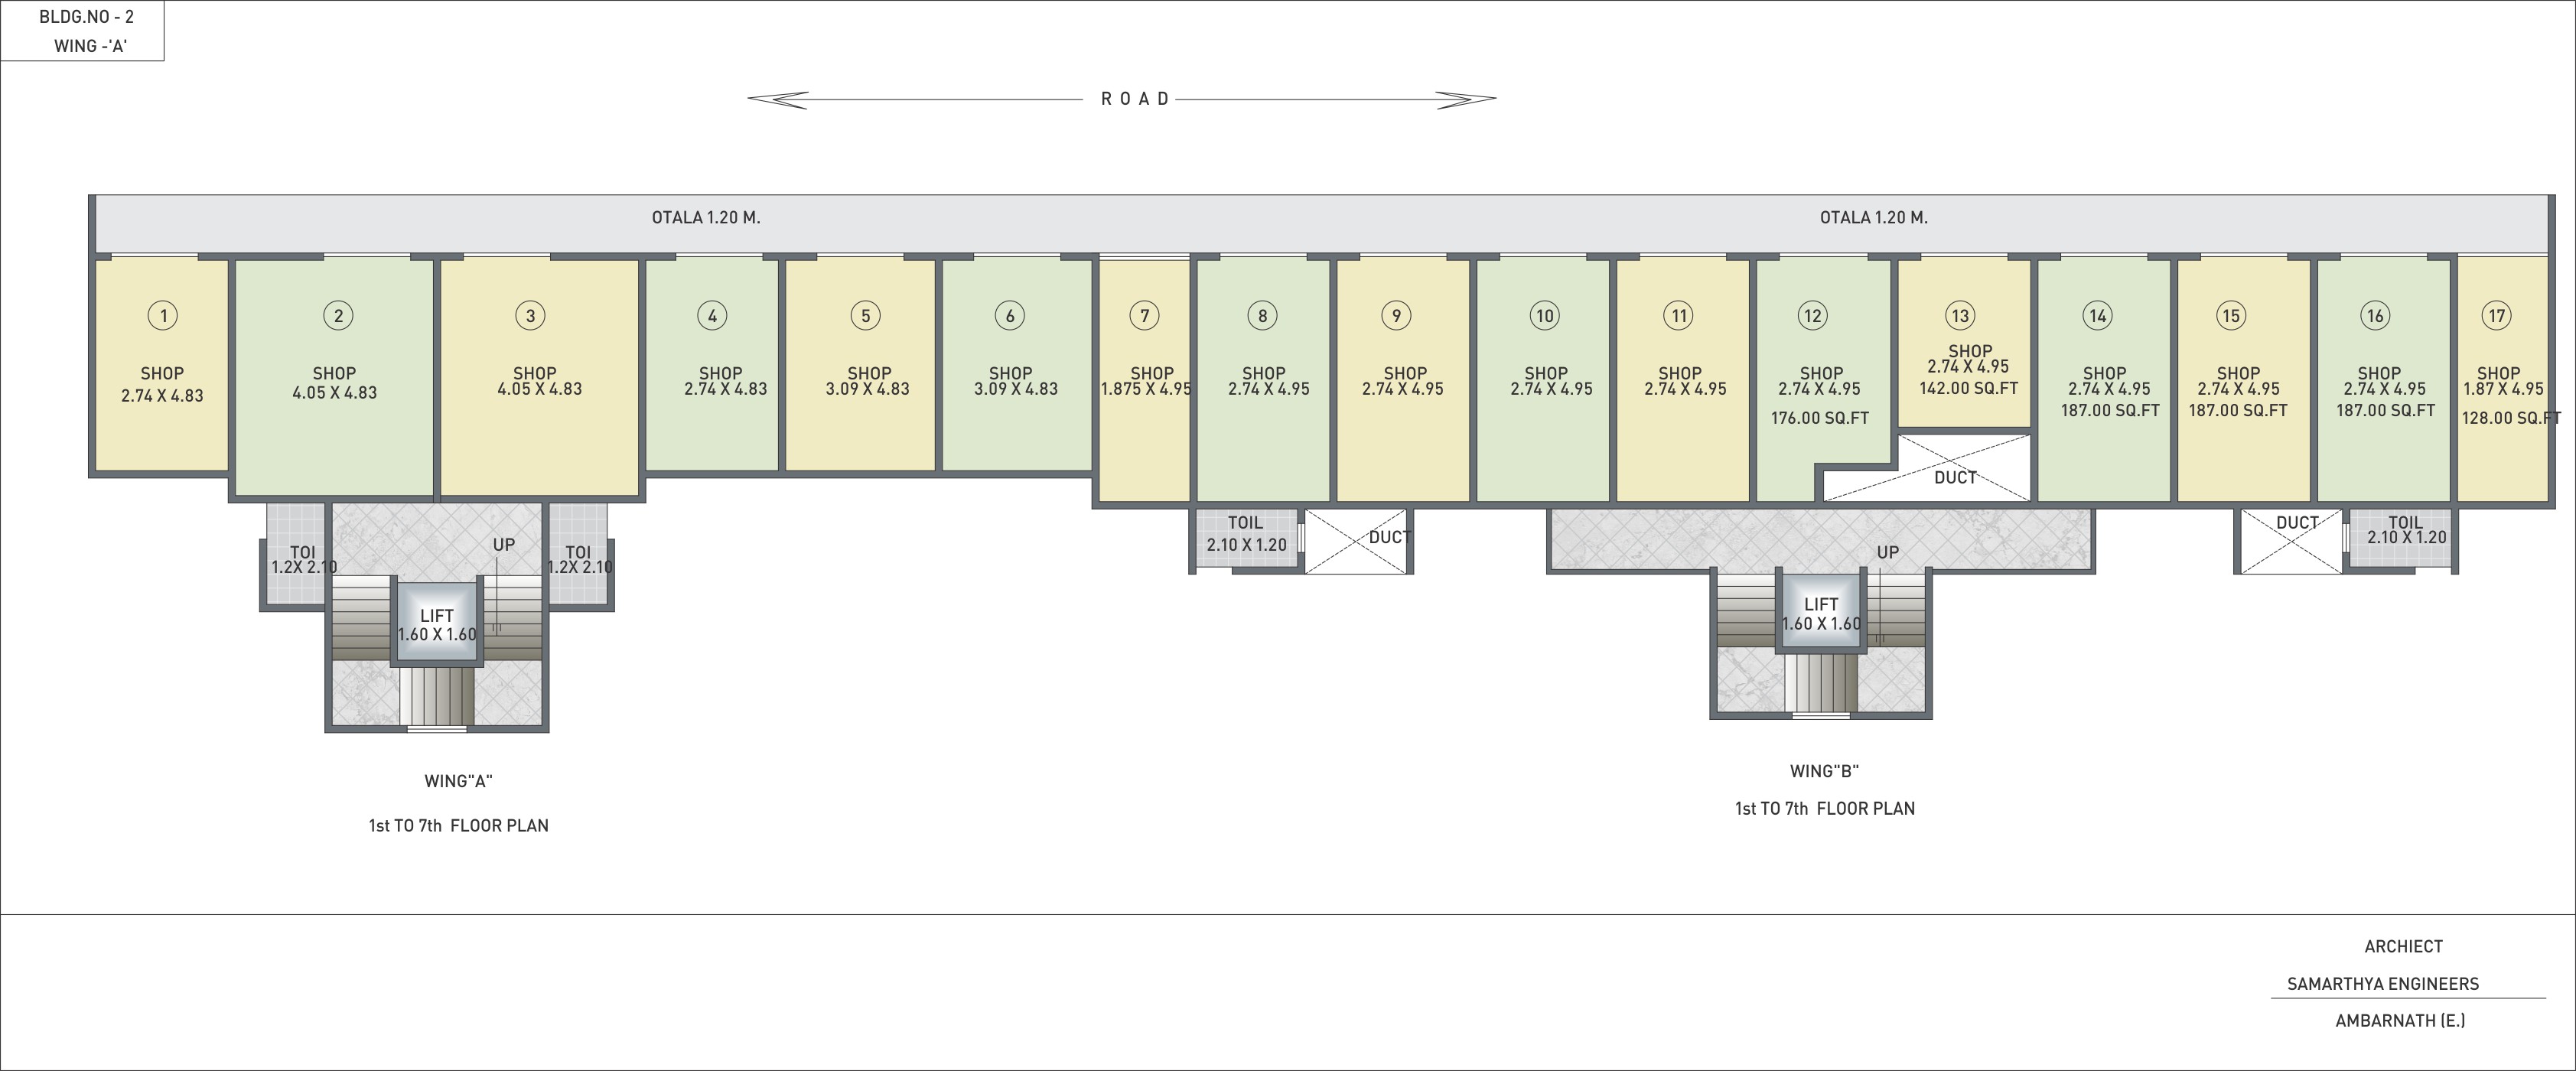 BLDG.NO - 2
WING -'A'
ROAD
OTALA 1.20 M.
OTALA 1.20 M.
1
SHOP
2.74 X 4.83
2
SHOP
4.05 X 4.83
3
SHOP
4.05 X 4.83
4
SHOP
2.74 X 4.83
5
SHOP
3.09 X 4.83
6
SHOP
3.09 X 4.83
7
SHOP
1.875 X 4.95
8
SHOP
2.74 X 4.95
9
SHOP
2.74 X 4.95
10
SHOP
2.74 X 4.95
11
SHOP
2.74 X 4.95
12
SHOP
2.74 X 4.95
176.00 SQ.FT
13
SHOP
2.74 X 4.95
142.00 SQ.FT
DUCT
14
SHOP
2.74 X 4.95
187.00 SQ.FT
15
SHOP
2.74 X 4.95
187.00 SQ.FT
16
SHOP
2.74 X 4.95
187.00 SQ.FT
17
SHOP
1.87 X 4.95
128.00 SQ.FT
TOI
1.2X 2.10
UP
TOI
1.2X 2.10
LIFT
1.60 X 1.60
TOIL
2.10 X 1.20
DUCT
UP
LIFT
1.60 X 1.60
DUCT
TOIL
2.10 X 1.20
WING"A"
1st TO 7th FLOOR PLAN
WING"B"
1st TO 7th FLOOR PLAN
ARCHIECT
SAMARTHYA ENGINEERS
AMBARNATH (E.)